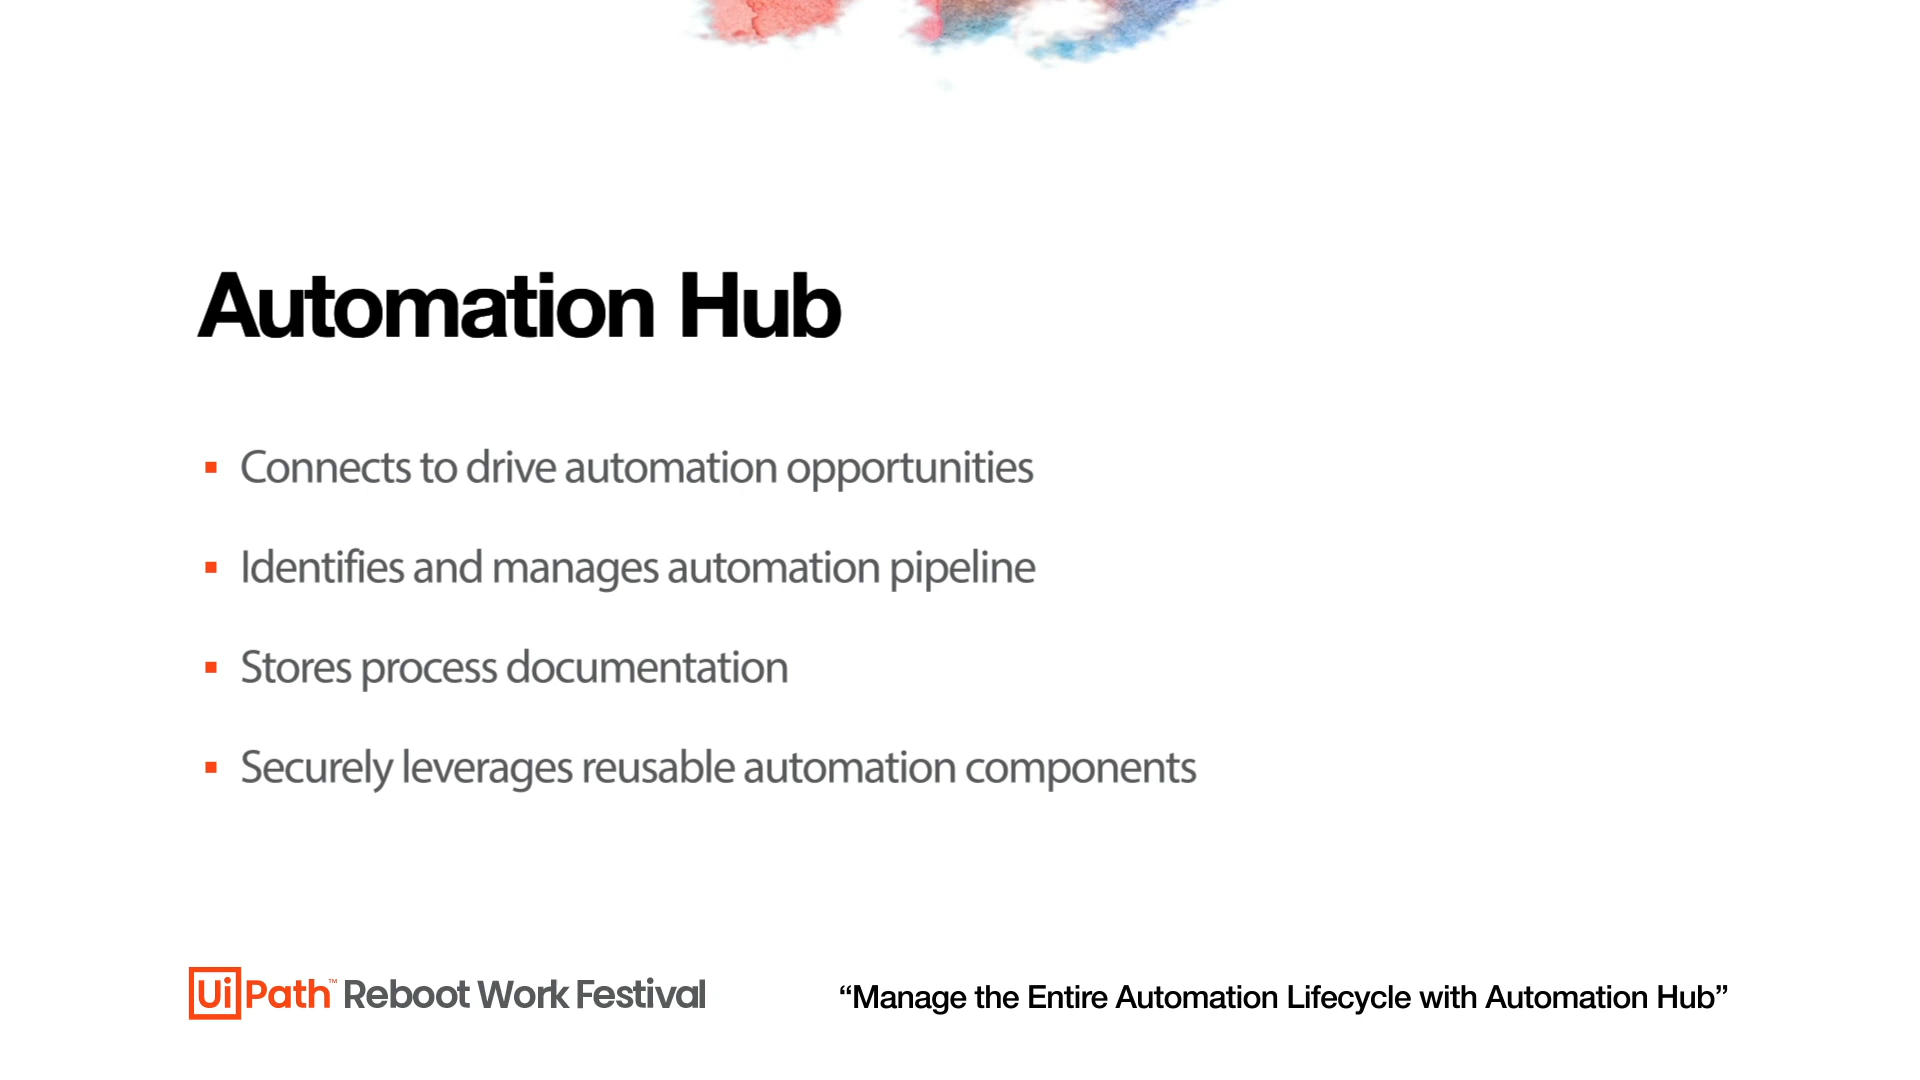 Automation Hub
▪ Connects to drive automation opportunities
▪ Identifies and manages automation pipeline
▪ Stores process documentation
▪ Securely leverages reusable automation components
UiPath™ Reboot Work Festival
“Manage the Entire Automation Lifecycle with Automation Hub”